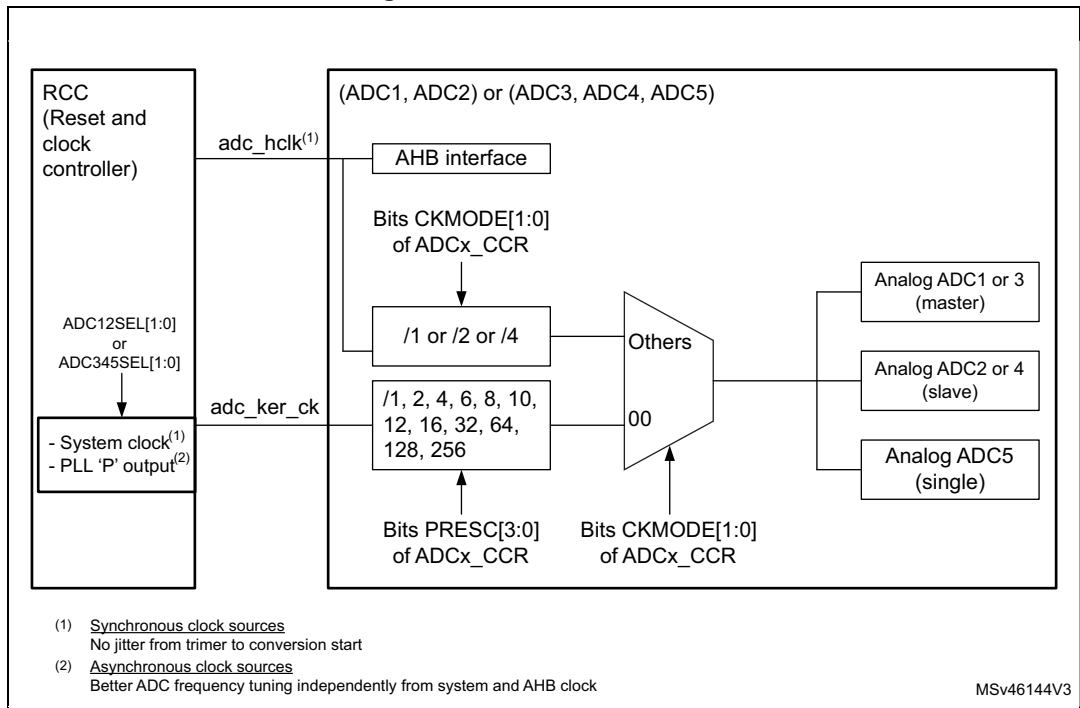 RCC
(Reset and
clock
controller)
adc_hclk(1)
(ADC1, ADC2) or (ADC3, ADC4, ADC5)
AHB interface
Bits CKMODE[1:0]
of ADCx_CCR
/1 or /2 or /4
Others
00
ADC12SEL[1:0]
or
ADC345SEL[1:0]
- System clock(1)
- PLL ‘P’ output(2)
adc_ker_ck
/1, 2, 4, 6, 8, 10,
12, 16, 32, 64,
128, 256
Bits PRESC[3:0]
of ADCx_CCR
Bits CKMODE[1:0]
of ADCx_CCR
Analog ADC1 or 3
(master)
Analog ADC2 or 4
(slave)
Analog ADC5
(single)
(1) Synchronous clock sources
No jitter from trimer to conversion start
(2) Asynchronous clock sources
Better ADC frequency tuning independently from system and AHB clock
MSv46144V3